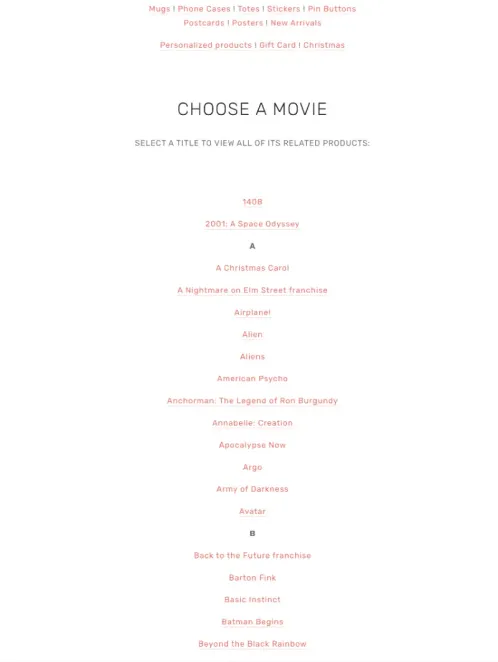 Mugs | Phone Cases | Totes | Stickers | Pin Buttons
Postcards | Posters | New Arrivals
Personalized products | Gift Card | Christmas
CHOOSE A MOVIE
SELECT A TITLE TO VIEW ALL OF ITS RELATED PRODUCTS:
1408
2001: A Space Odyssey
A
A Christmas Carol
A Nightmare on Elm Street franchise
Airplane!
Alien
Aliens
American Psycho
Anchorman: The Legend of Ron Burgundy
Annabelle: Creation
Apocalypse Now
Argo
Army of Darkness
Avatar
B
Back to the Future franchise
Barton Fink
Basic Instinct
Batman Begins
Beyond the Black Rainbow